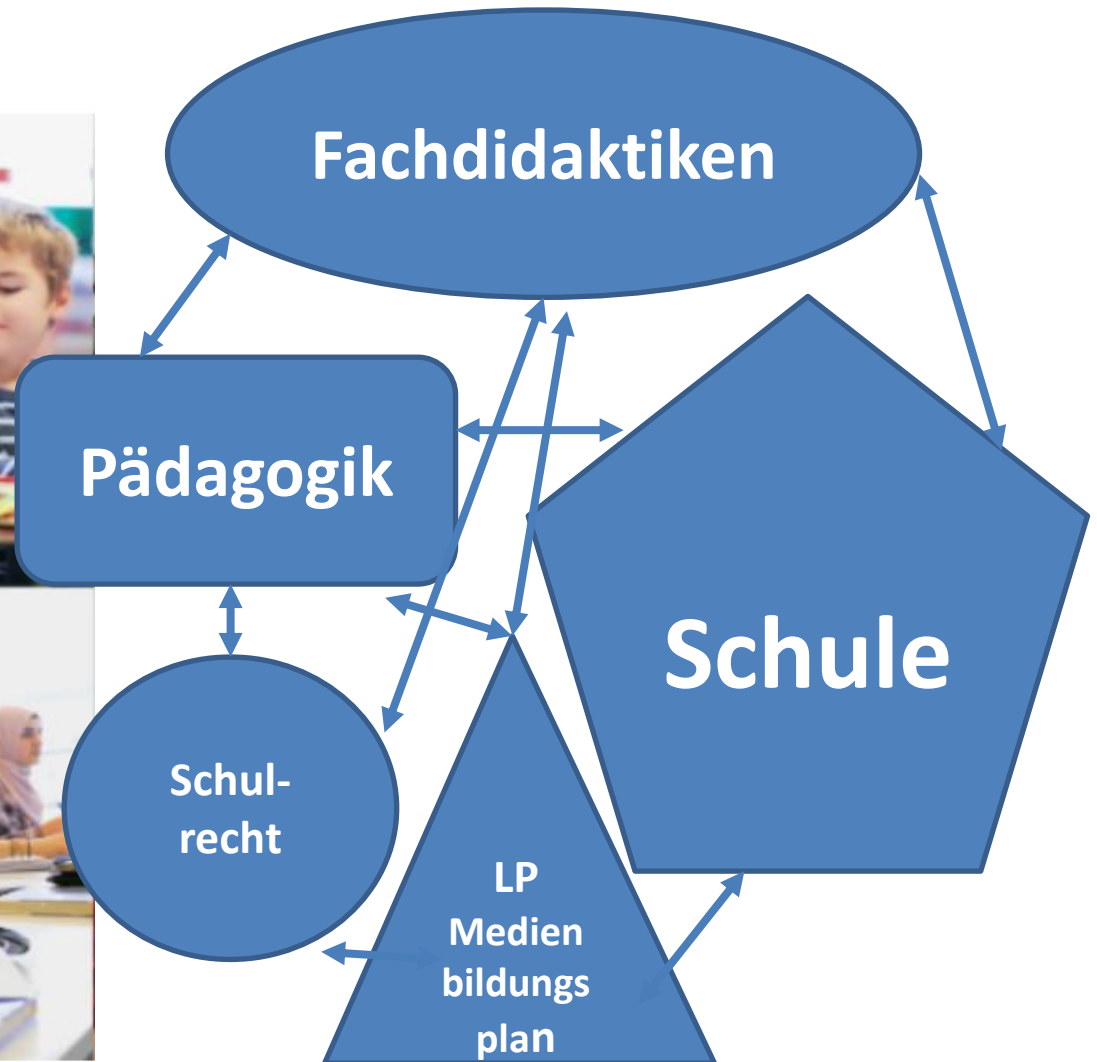 Fachdidaktiken
Pädagogik
Schule
Schul-
recht
LP
Medien
bildungs
plan